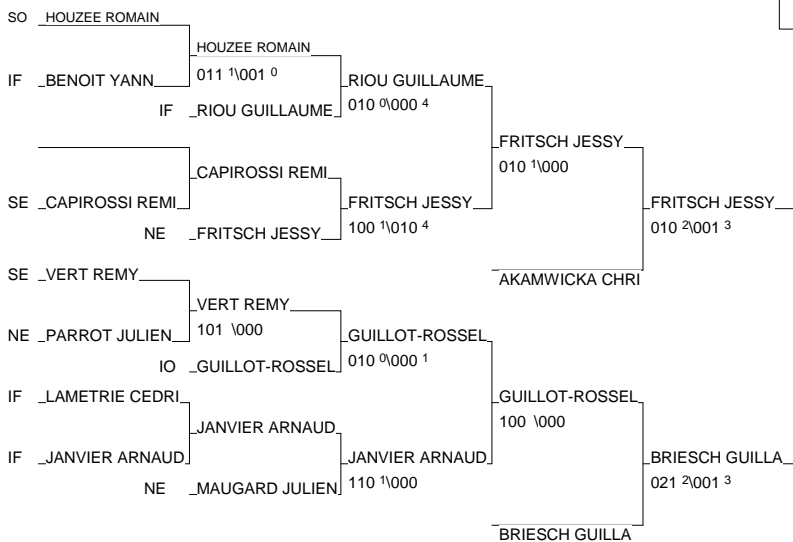 SO HOUZEE ROMAIN
HOUZEE ROMAIN
011 1\001 0
IF BENOIT YANN
RIOU GUILLAUME
010 0\000 4
IF RIOU GUILLAUME
FRITSCH JESSY
010 1\000
CAPIROSSI REMI
SE CAPIROSSI REMI
FRITSCH JESSY
100 1\010 4
FRITSCH JESSY
010 2\001 3
NE FRITSCH JESSY
SE VERT REMY
AKAMWICKA CHRI
VERT REMY
101 \000
NE PARROT JULIEN
GUILLOT-ROSSEL
010 0\000 1
IO GUILLOT-ROSSEL
IF LAMETRIE CEDRI
GUILLOT-ROSSEL
100 \000
JANVIER ARNAUD
IF JANVIER ARNAUD
JANVIER ARNAUD
110 1\000
BRIESCH GUILLA
021 2\001 3
NE MAUGARD JULIEN
BRIESCH GUILLA